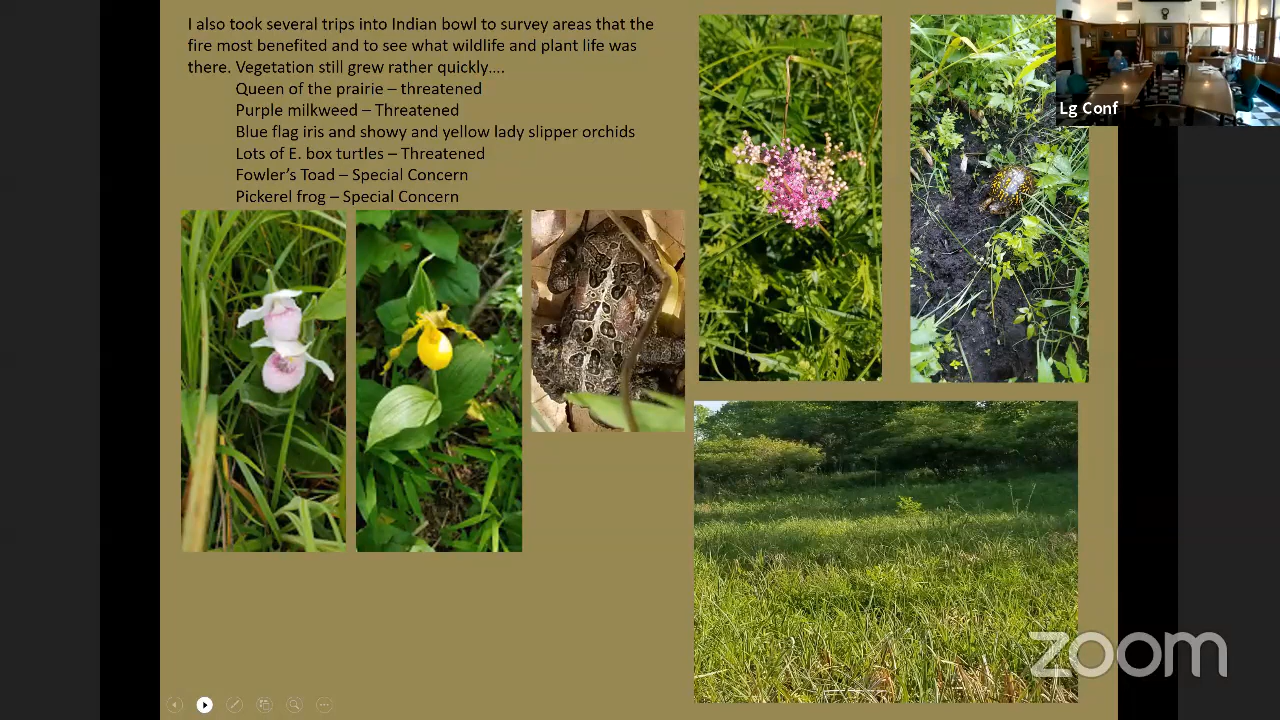 I also took several trips into Indian bowl to survey areas that the
fire most benefited and to see what wildlife and plant life was
there. Vegetation still grew rather quickly....
Queen of the prairie – threatened
Purple milkweed – Threatened
Blue flag iris and showy and yellow lady slipper orchids
Lots of E. box turtles – Threatened
Fowler's Toad – Special Concern
Pickerel frog – Special Concern
Lg Conf
zoom